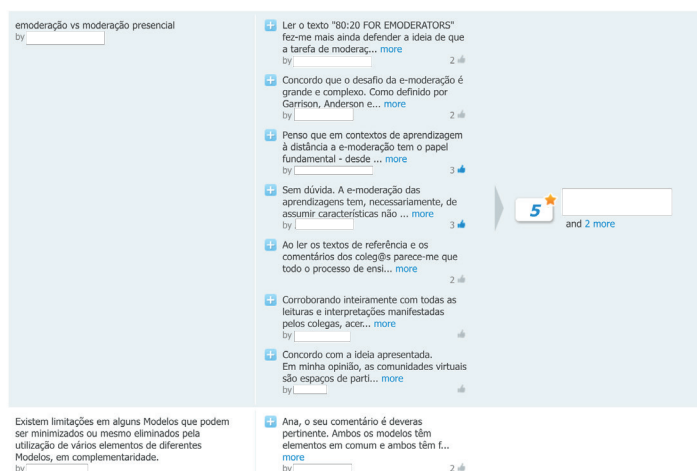 emoderação vs moderação presencial
by
Ler o texto "80:20 FOR EMODERATORS"
fez-me mais ainda defender a ideia de que
a tarefa de moderaç... more
by
2
Concordo que o desafio da e-moderação é
grande e complexo. Como definido por
Garrison, Anderson e... more
by
2
Penso que em contextos de aprendizagem
à distância a e-moderação tem o papel
fundamental - desde ... more
by
3
Sem dúvida. A e-moderação das
aprendizagens tem, necessariamente, de
assumir características não ... more
by
3
Ao ler os textos de referência e os
comentários dos coleg@s parece-me que
todo o processo de ensi... more
2
Corroborando inteiramente com todas as
leituras e interpretações manifestadas
pelos colegas, acer... more
by
Concordo com a ideia apresentada.
Em minha opinião, as comunidades virtuais
são espaços de parti... more
by
5
and 2 more
Existem limitações em alguns Modelos que podem
ser minimizados ou mesmo eliminados pela
utilização de vários elementos de diferentes
Modelos, em complementaridade.
by
Ana, o seu comentário é deveras
pertinente. Ambos os modelos têm
elementos em comum e ambos têm f...
more
by
2